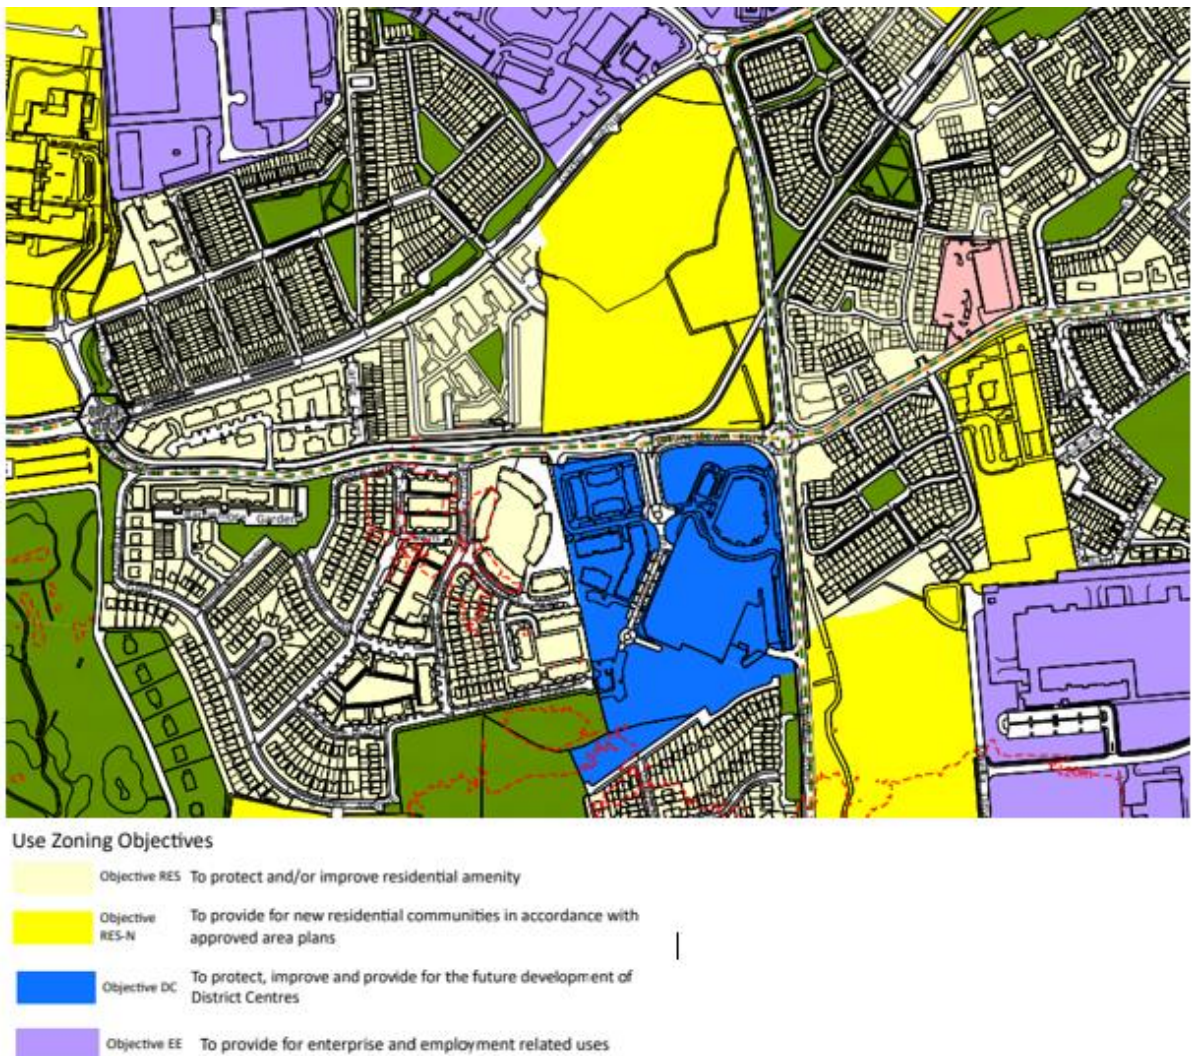 Garden
120m
Use Zoning Objectives
Objective RES To protect and/or improve residential amenity
Objective
RES-N
To provide for new residential communities in accordance with
approved area plans
Objective DC
To protect, improve and provide for the future development of
District Centres
Objective EE To provide for enterprise and employment related uses